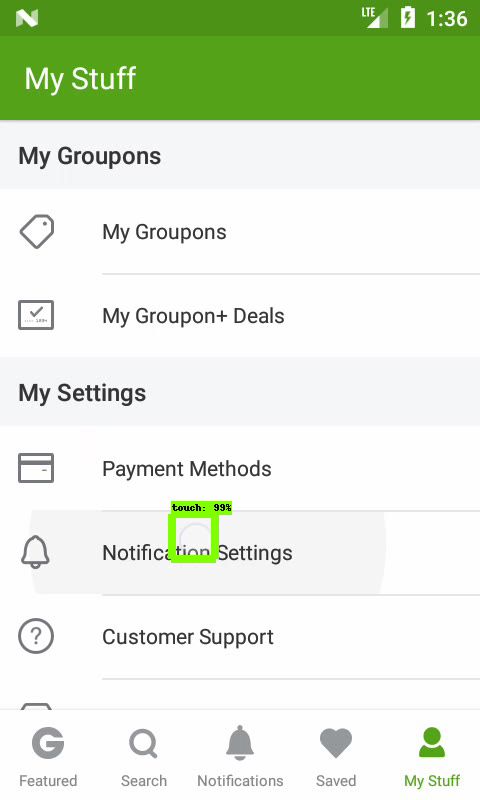 LTE 1:36
My Stuff
My Groupons
My Groupons
My Groupon+ Deals
My Settings
Payment Methods
touch: 99%
Notification Settings
Customer Support
Featured Search Notifications Saved My Stuff